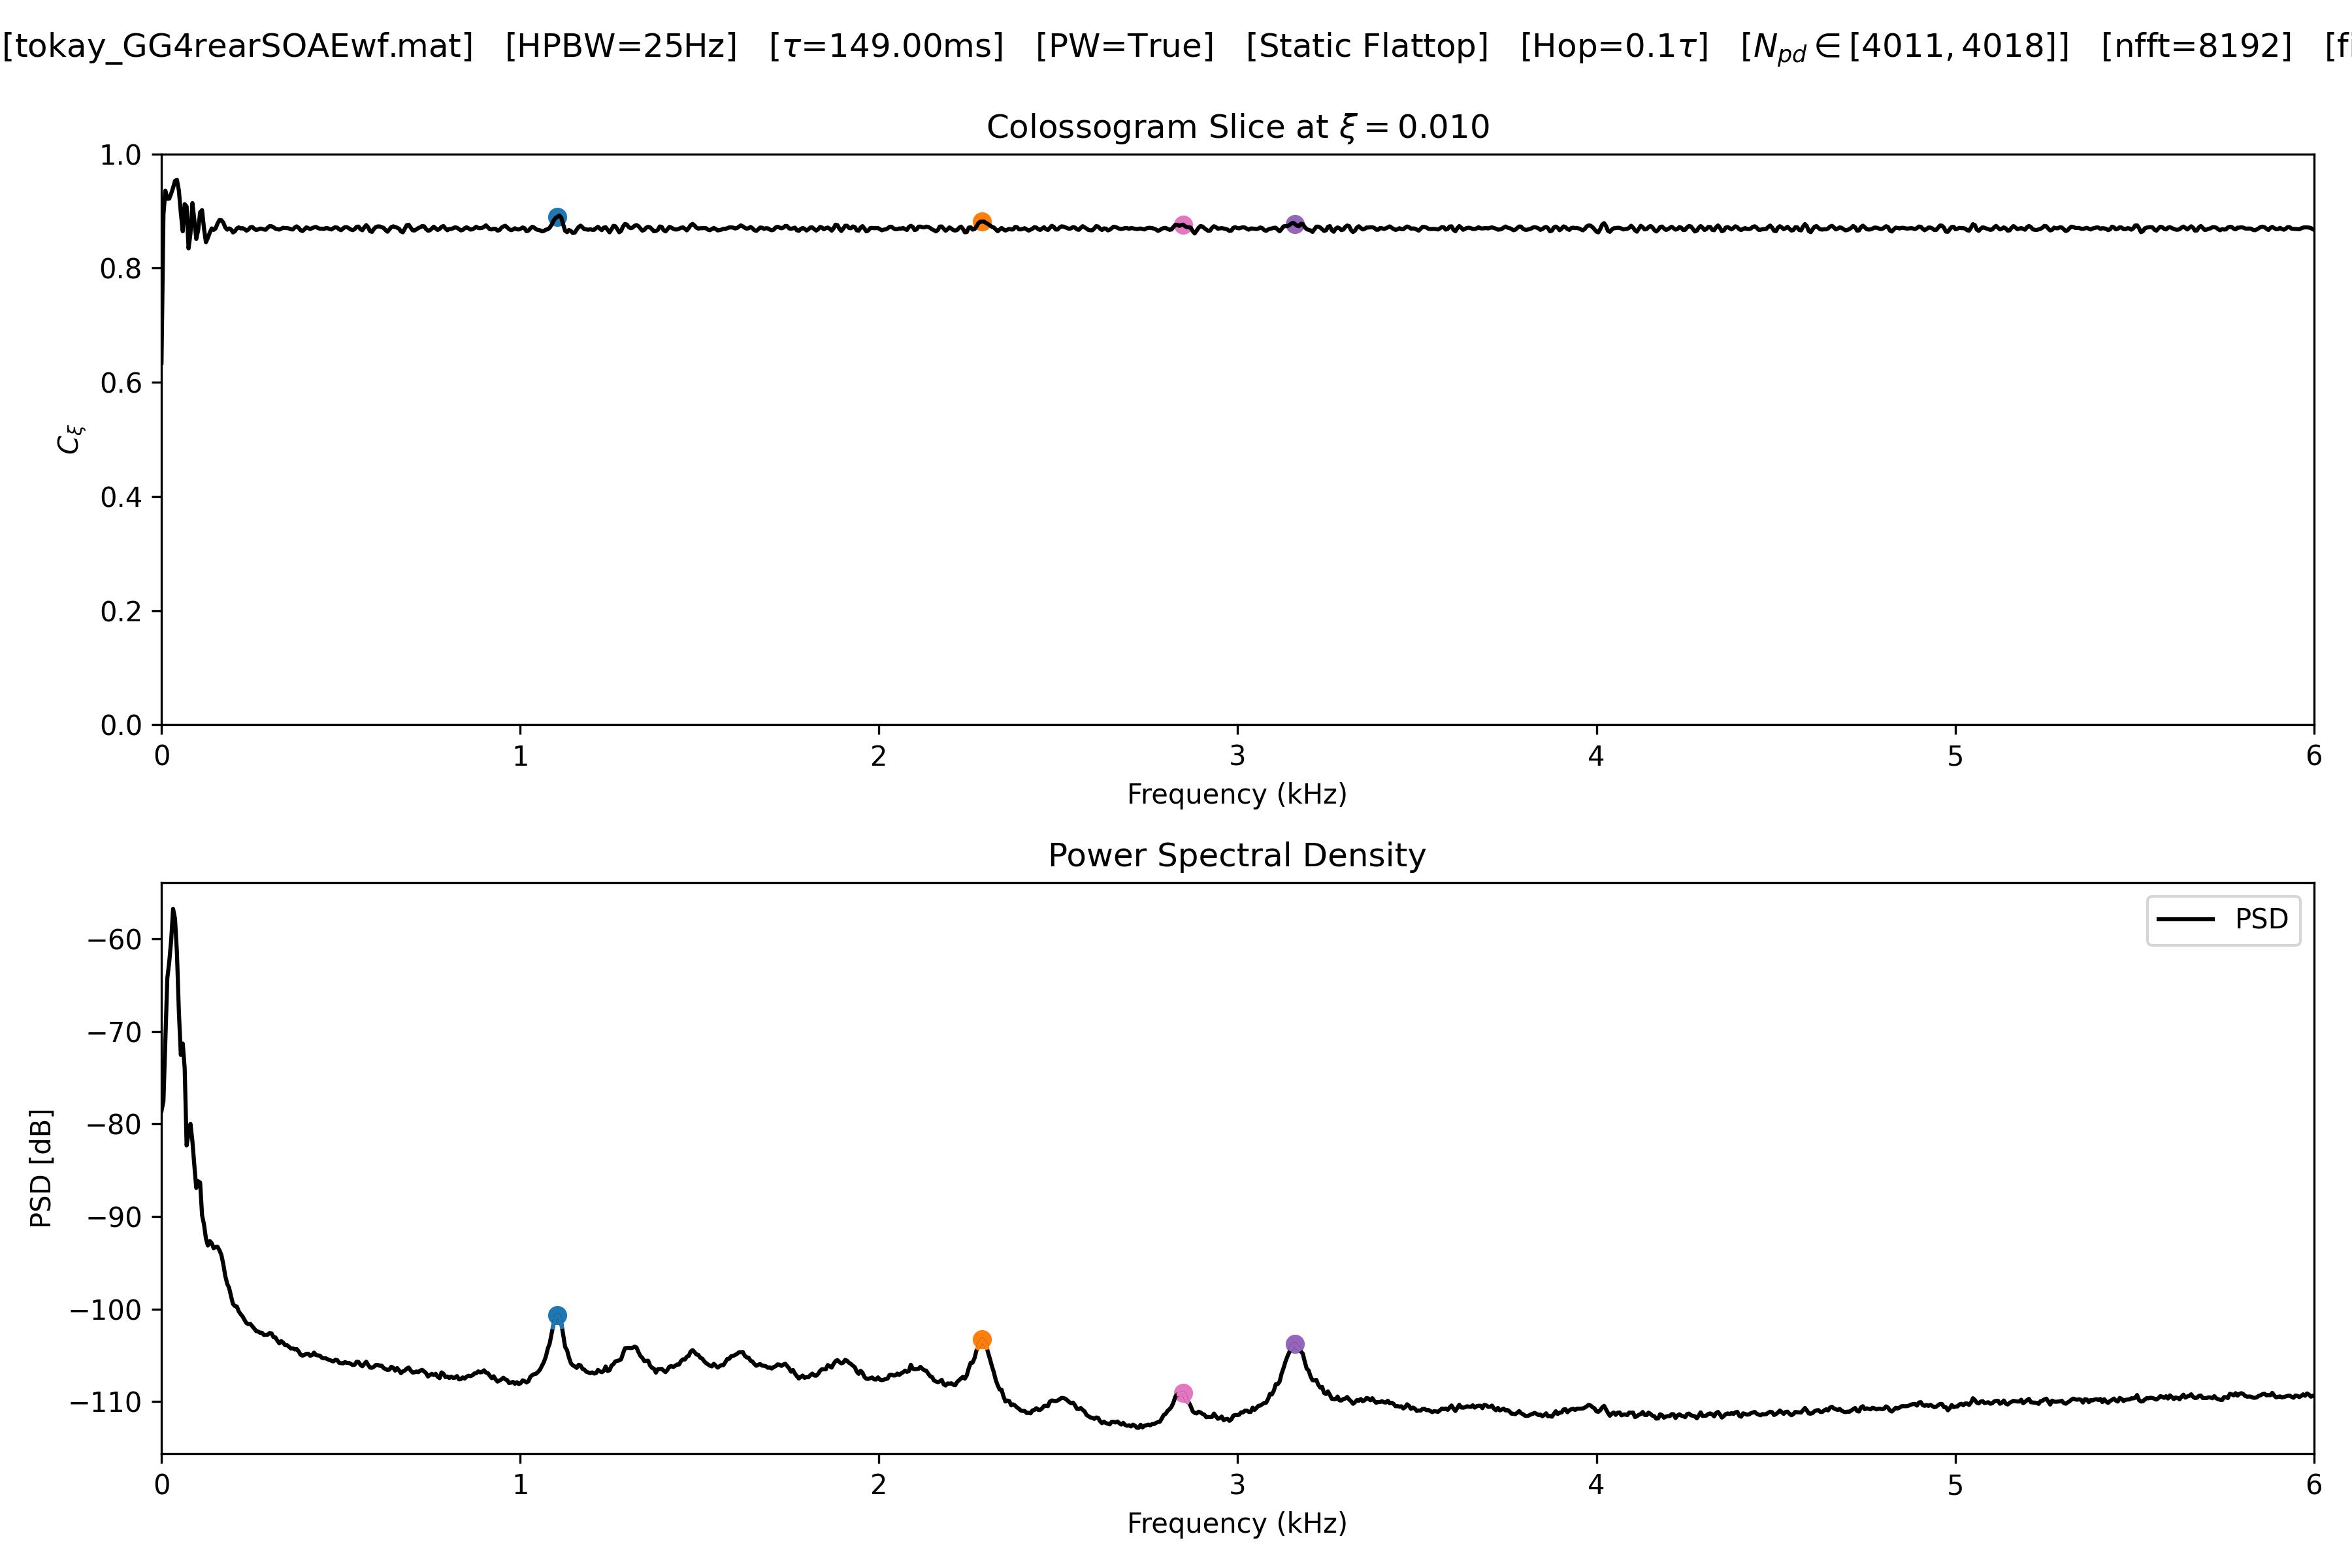 [tokay_GG4rearSOAEwf.mat] [HPBW=25Hz] [τ=149.00ms] [PW=True] [Static Flattop] [Hop=0.1τ] [N_pd ∈ [4011, 4018]] [nfft=8192]
Colossogram Slice at ξ = 0.010
1.0
0.8
0.6
0.4
0.2
0.0
C_ξ
0 1 2 3 4 5 6
Frequency (kHz)
Power Spectral Density
PSD
−60
−70
−80
−90
−100
−110
PSD [dB]
0 1 2 3 4 5 6
Frequency (kHz)